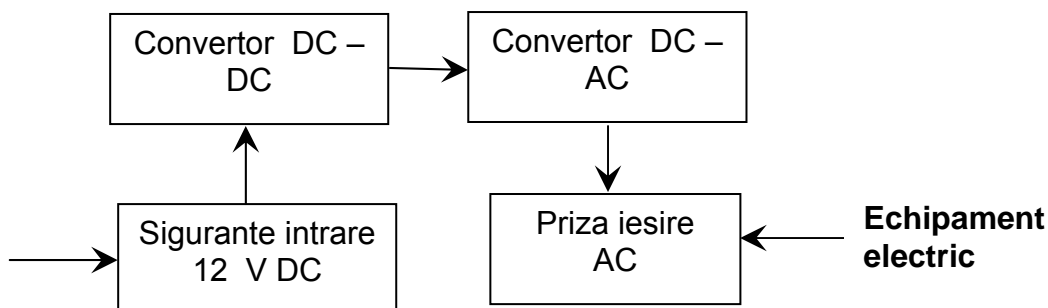 Convertor DC –
DC
Convertor DC –
AC
Sigurante intrare
12 V DC
Priza iesire
AC
Echipament
electric